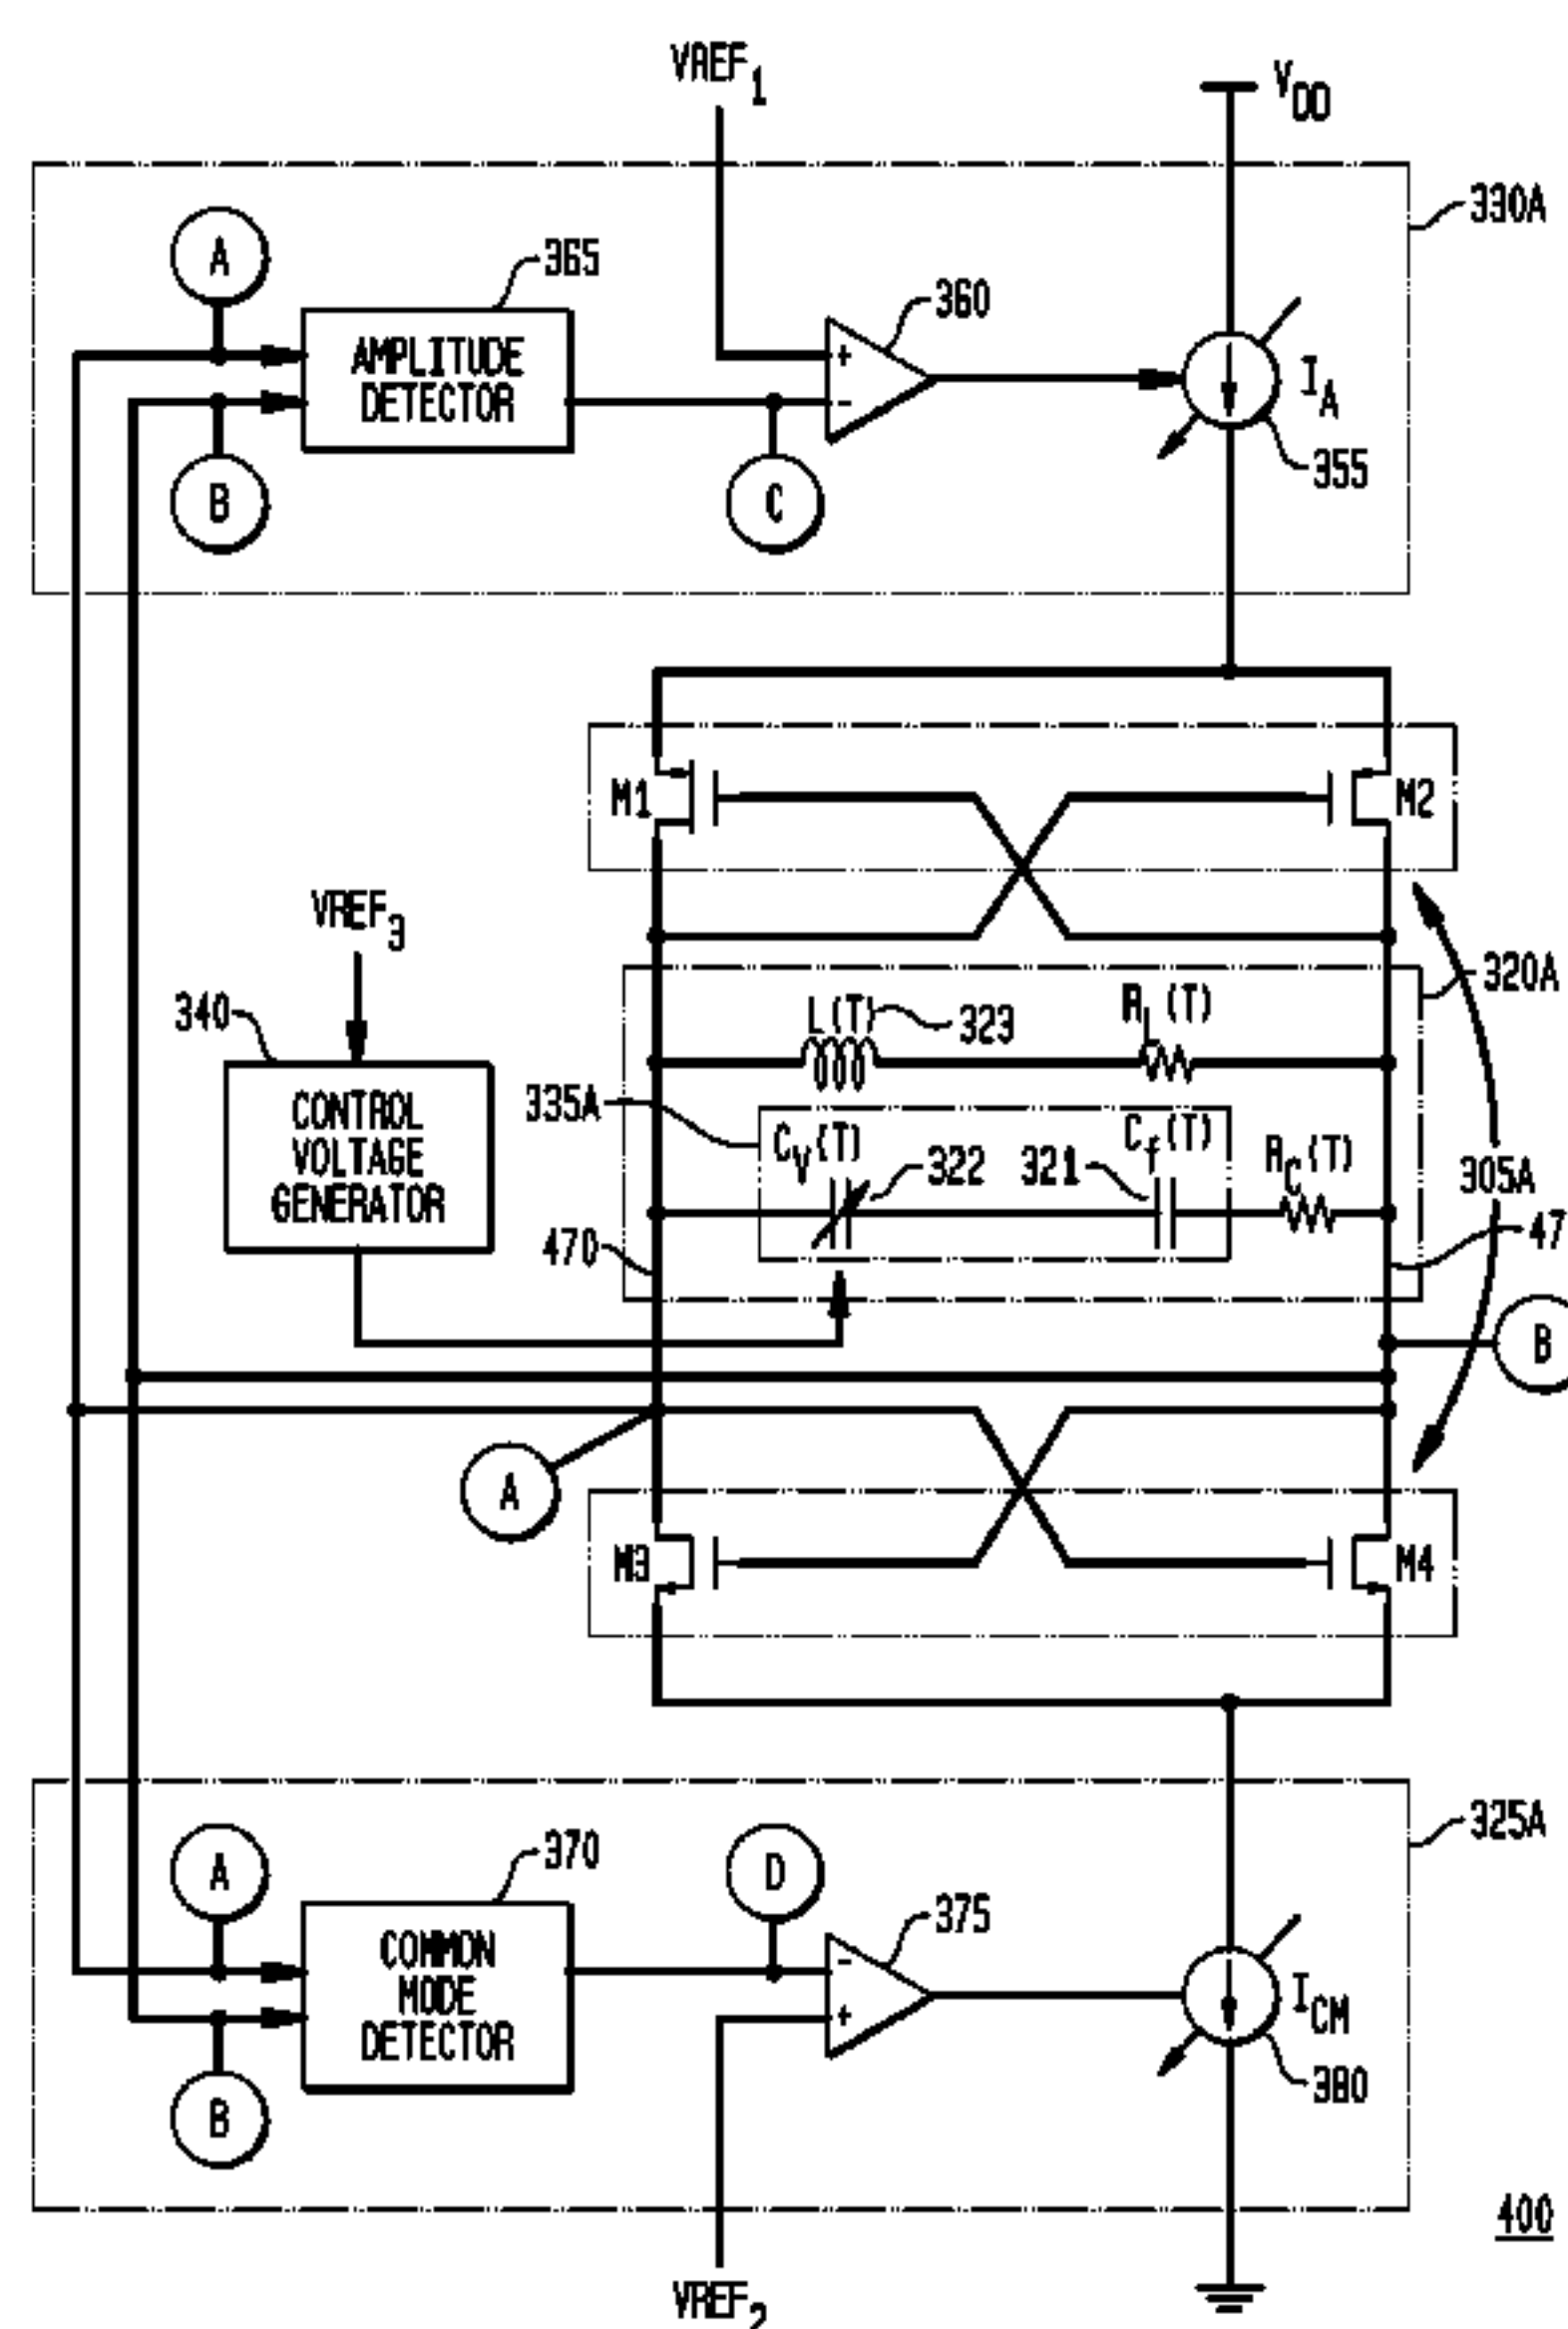 VREF1
VDD
330A
A
365
360
AMPLITUDE
DETECTOR
+
-
IA
355
B
C
M1
M2
VREF3
320A
340
L(T)
323
RL(T)
CONTROL
VOLTAGE
GENERATOR
335A
CV(T)
322
321
Cf(T)
RC(T)
305A
470
47
B
A
M3
M4
325A
A
370
D
375
COMMON
MODE
DETECTOR
-
+
ICM
380
B
400
VREF2